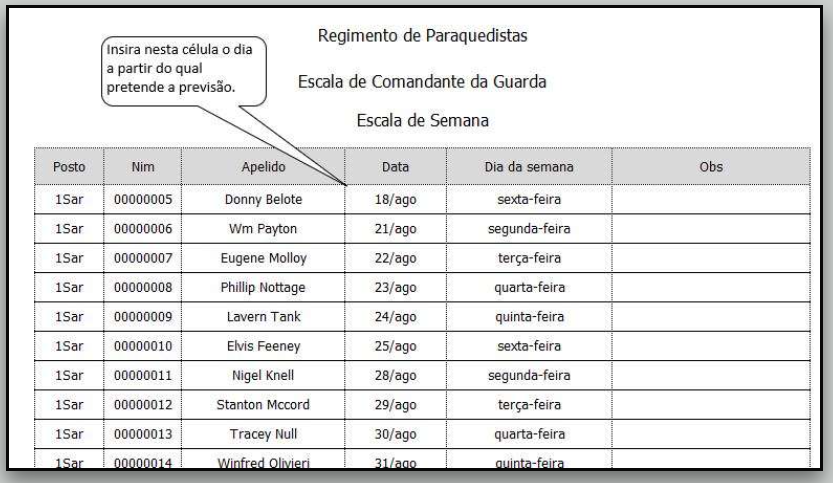 Regimento de Paraquedistas
Insira nesta célula o dia
a partir do qual
pretende a previsão.
Escala de Comandante da Guarda
Escala de Semana
Posto Nim Apelido Data Dia da semana Obs
1Sar 00000005 Donny Belote 18/ago sexta-feira
1Sar 00000006 Wm Payton 21/ago segunda-feira
1Sar 00000007 Eugene Molloy 22/ago terça-feira
1Sar 00000008 Phillip Nottage 23/ago quarta-feira
1Sar 00000009 Lavern Tank 24/ago quinta-feira
1Sar 00000010 Elvis Feeney 25/ago sexta-feira
1Sar 00000011 Nigel Knell 28/ago segunda-feira
1Sar 00000012 Stanton Mccord 29/ago terça-feira
1Sar 00000013 Tracey Null 30/ago quarta-feira
1Sar 00000014 Winfred Olivieri 31/ago quinta-feira